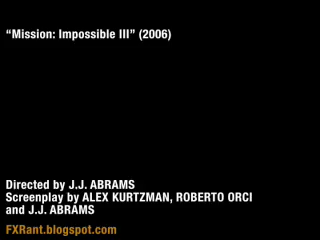 “Mission: Impossible III” (2006)
Directed by J.J. ABRAMS
Screenplay by ALEX KURTZMAN, ROBERTO ORCI
and J.J. ABRAMS
FXRant.blogspot.com